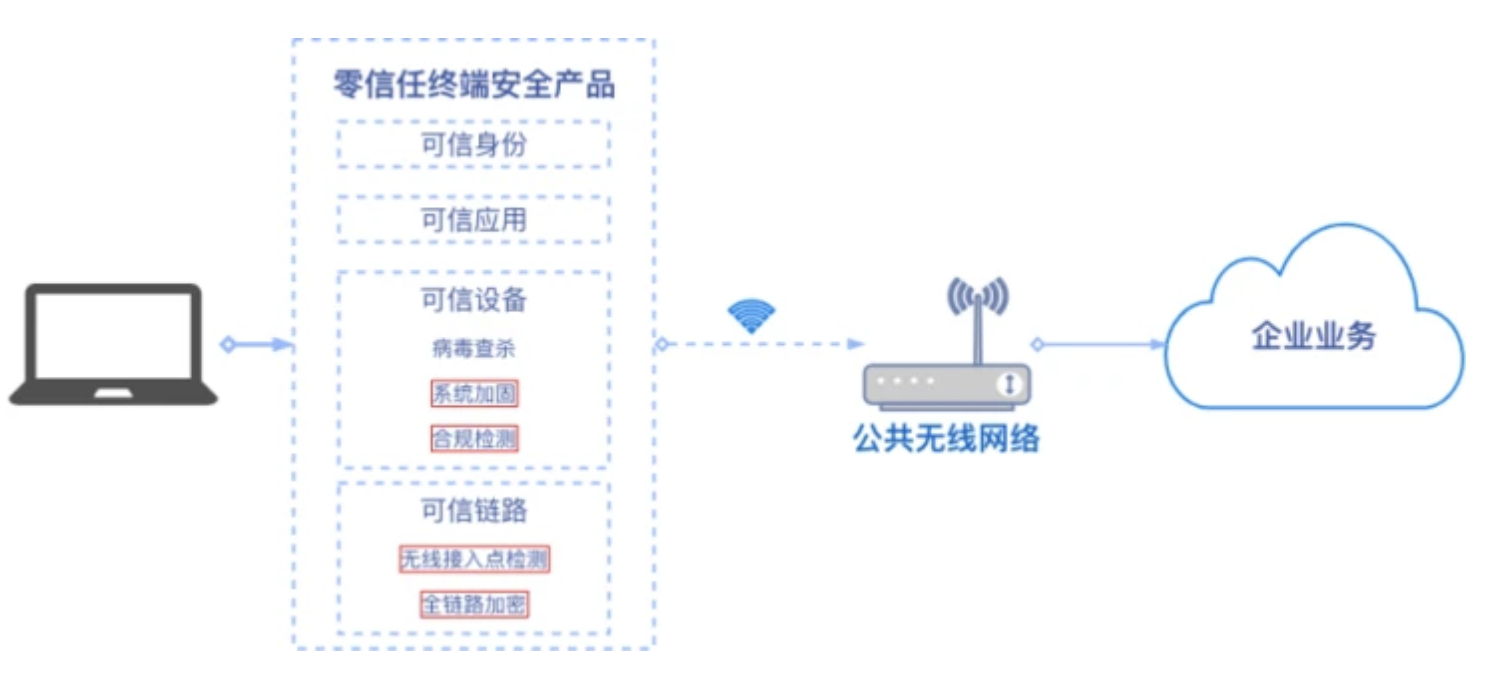 零信任终端安全产品
可信身份
可信应用
可信设备
病毒查杀
系统加固
合规检测
可信链路
无线接入点检测
全链路加密
公共无线网络
企业业务